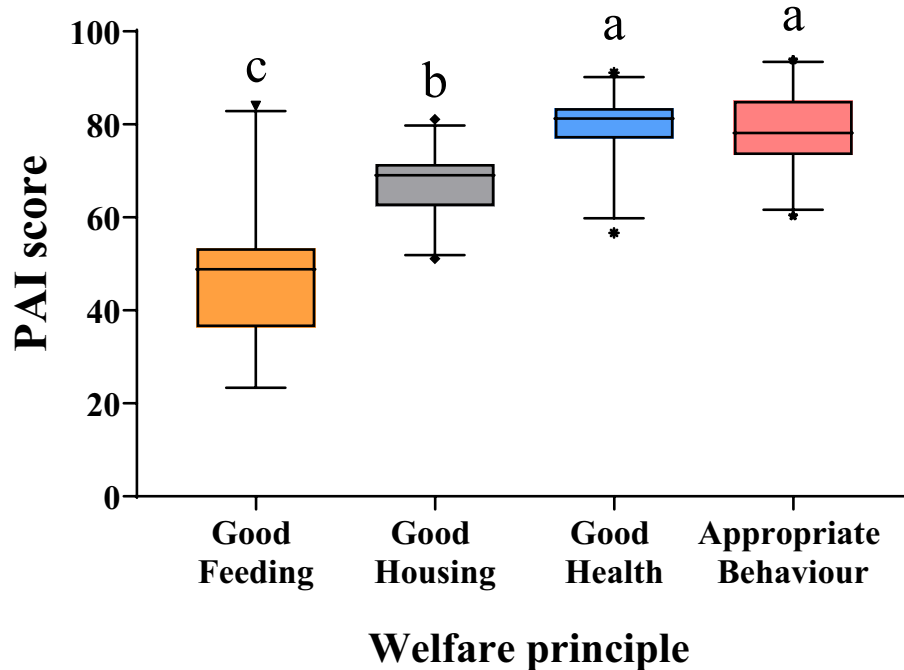 PAI score
100
80
60
40
20
0
c
b
a
a
Good
Feeding
Good
Housing
Good
Health
Appropriate
Behaviour
Welfare principle